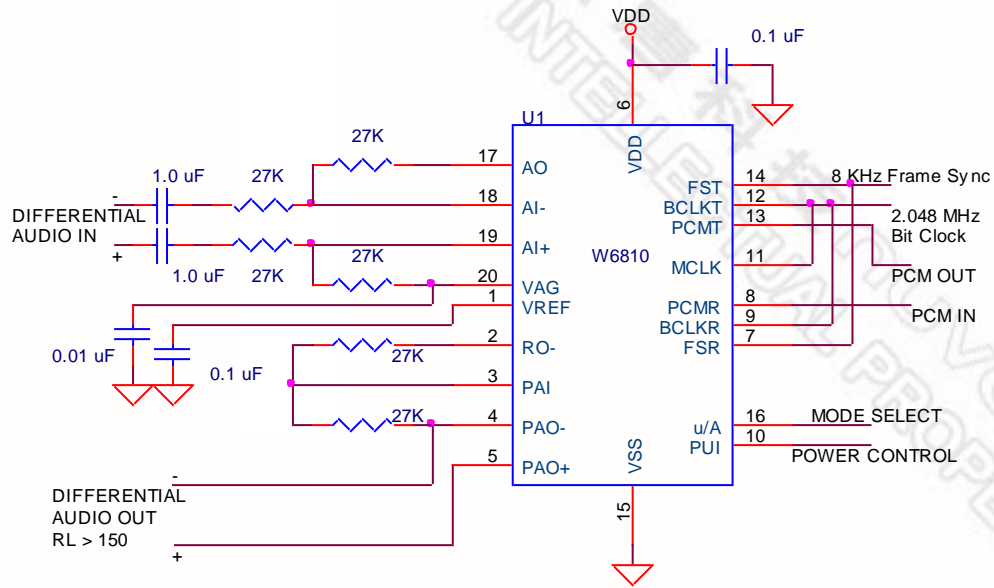 VDD
0.1 uF
6
U1
VDD
27K
17
AO
14
FST
8 KHz Frame Sync
1.0 uF
27K
18
AI-
12
BCLKT
-
DIFFERENTIAL
AUDIO IN
+
13
PCMT
2.048 MHz
Bit Clock
19
AI+
W6810
1.0 uF
27K
27K
11
MCLK
PCM OUT
20
VAG
1
VREF
8
PCMR
PCM IN
9
BCLKR
0.01 uF
0.1 uF
2
RO-
27K
7
FSR
3
PAI
27K
4
PAO-
16
u/A
MODE SELECT
5
PAO+
10
PUI
POWER CONTROL
VSS
15
-
DIFFERENTIAL
AUDIO OUT
RL > 150
+
INTELLECTUAL PROPE